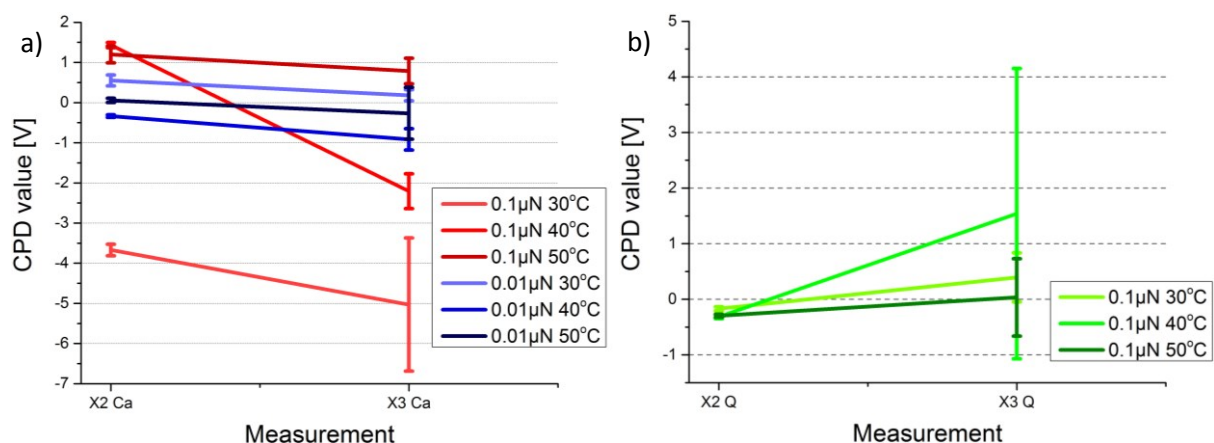 a)
CPD value [V]
2
1
0
-1
-2
-3
-4
-5
-6
-7
X2 Ca
X3 Ca
Measurement
0.1µN 30°C
0.1µN 40°C
0.1µN 50°C
0.01µN 30°C
0.01µN 40°C
0.01µN 50°C
b)
CPD value [V]
5
4
3
2
1
0
-1
X2 Q
X3 Q
Measurement
0.1µN 30°C
0.1µN 40°C
0.1µN 50°C